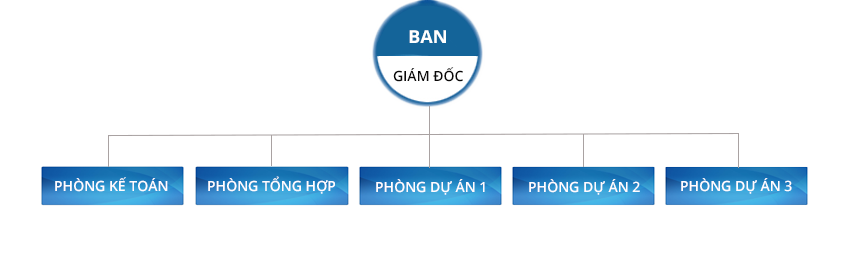 BAN
GIÁM ĐỐC
PHÒNG KẾ TOÁN
PHÒNG TỔNG HỢP
PHÒNG DỰ ÁN 1
PHÒNG DỰ ÁN 2
PHÒNG DỰ ÁN 3